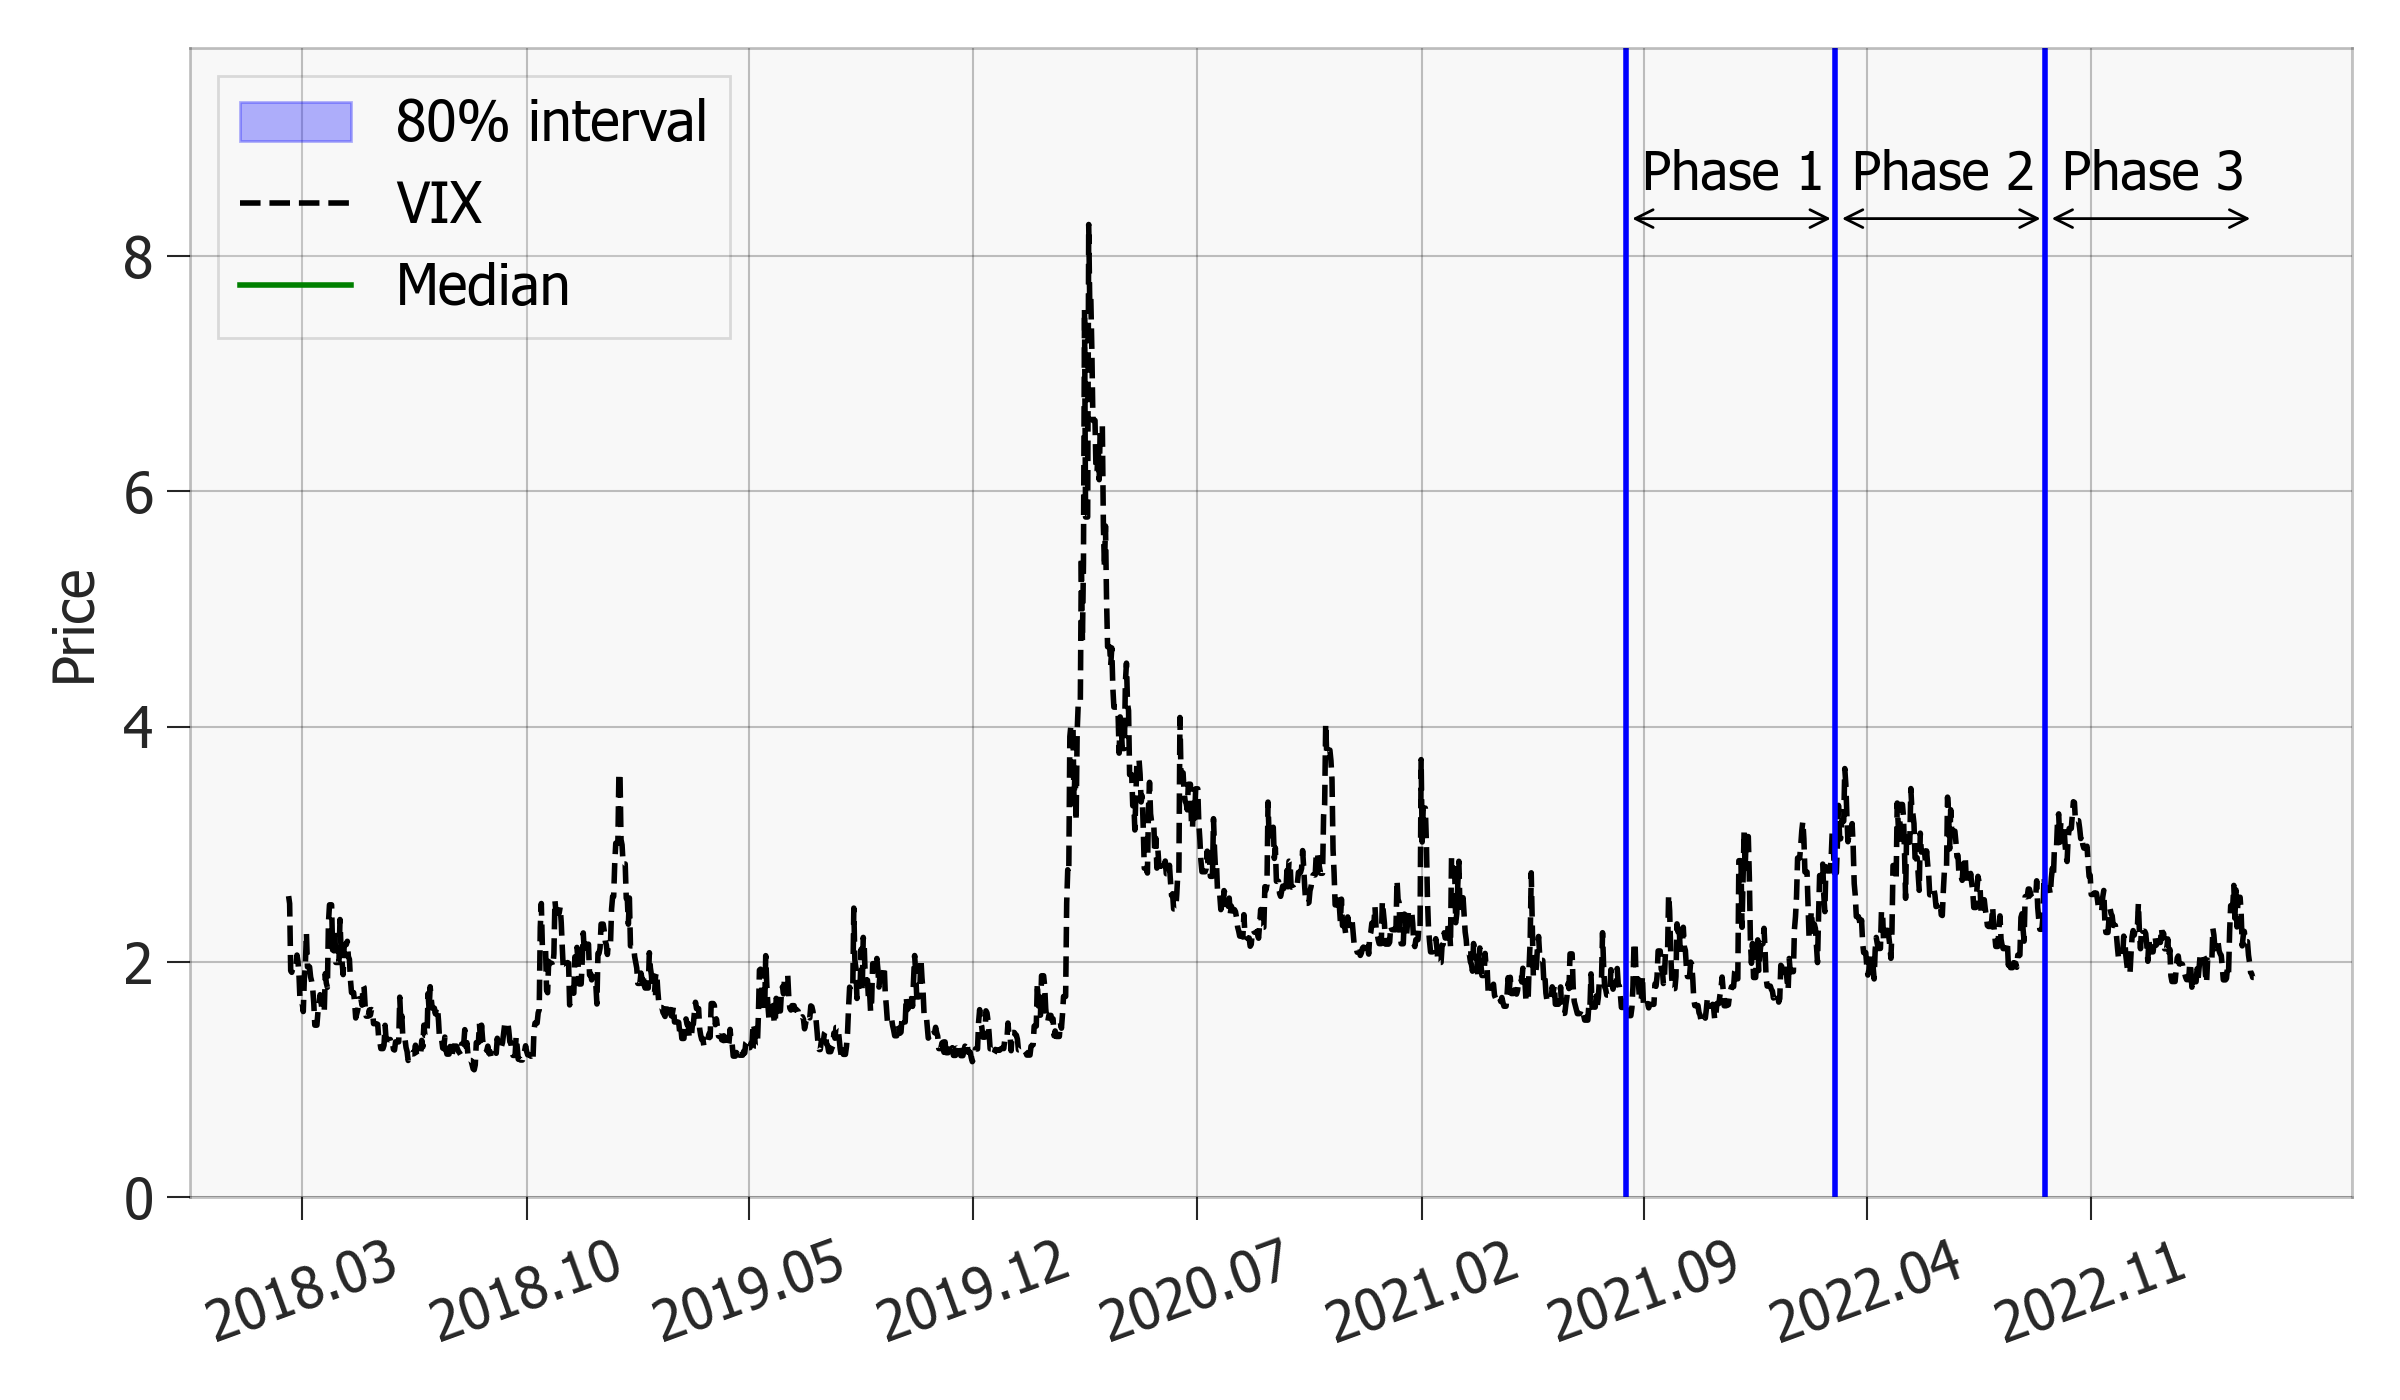 80% interval
VIX
Median
Phase 1
Phase 2
Phase 3
Price
8
6
4
2
0
2018.03
2018.10
2019.05
2019.12
2020.07
2021.02
2021.09
2022.04
2022.11